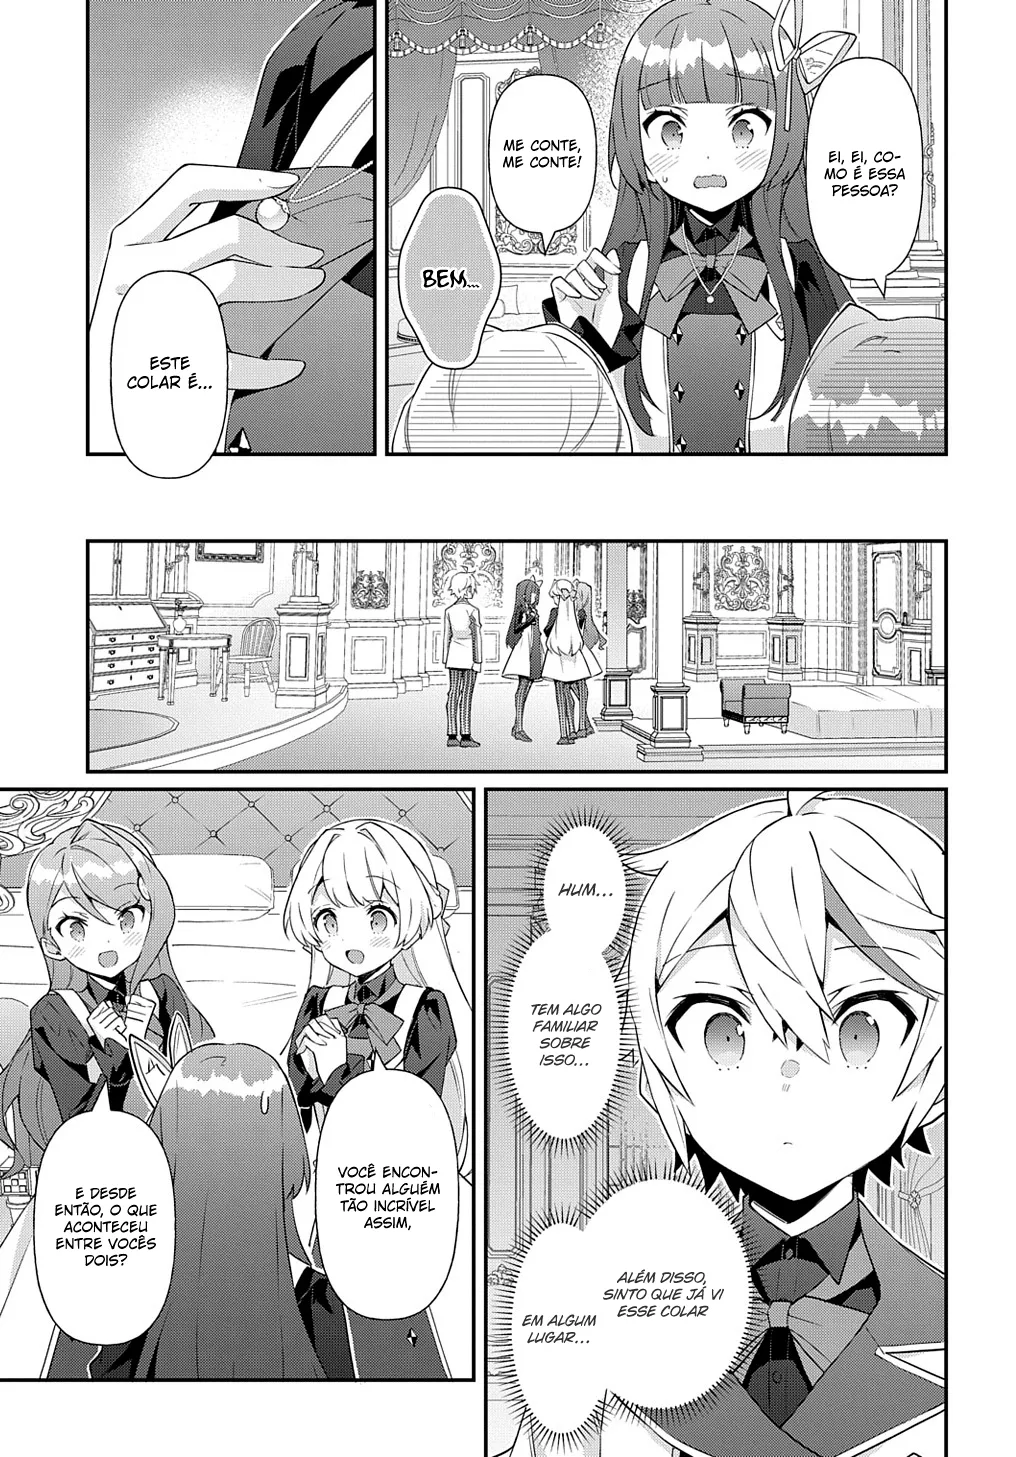 EI, EI, CO-
MO É ESSA
PESSOA?
ME CONTE,
ME CONTE!
BEM...
ESTE
COLAR É...
HUM...
TEM ALGO
FAMILIAR
SOBRE
ISSO...
ALÉM DISSO,
SINTO QUE JÁ VI
ESSE COLAR
EM ALGUM
LUGAR...
VOCÊ ENCON-
TROU ALGUÉM
TÃO INCRÍVEL
ASSIM,
E DESDE
ENTÃO, O QUE
ACONTECEU
ENTRE VOCÊS
DOIS?